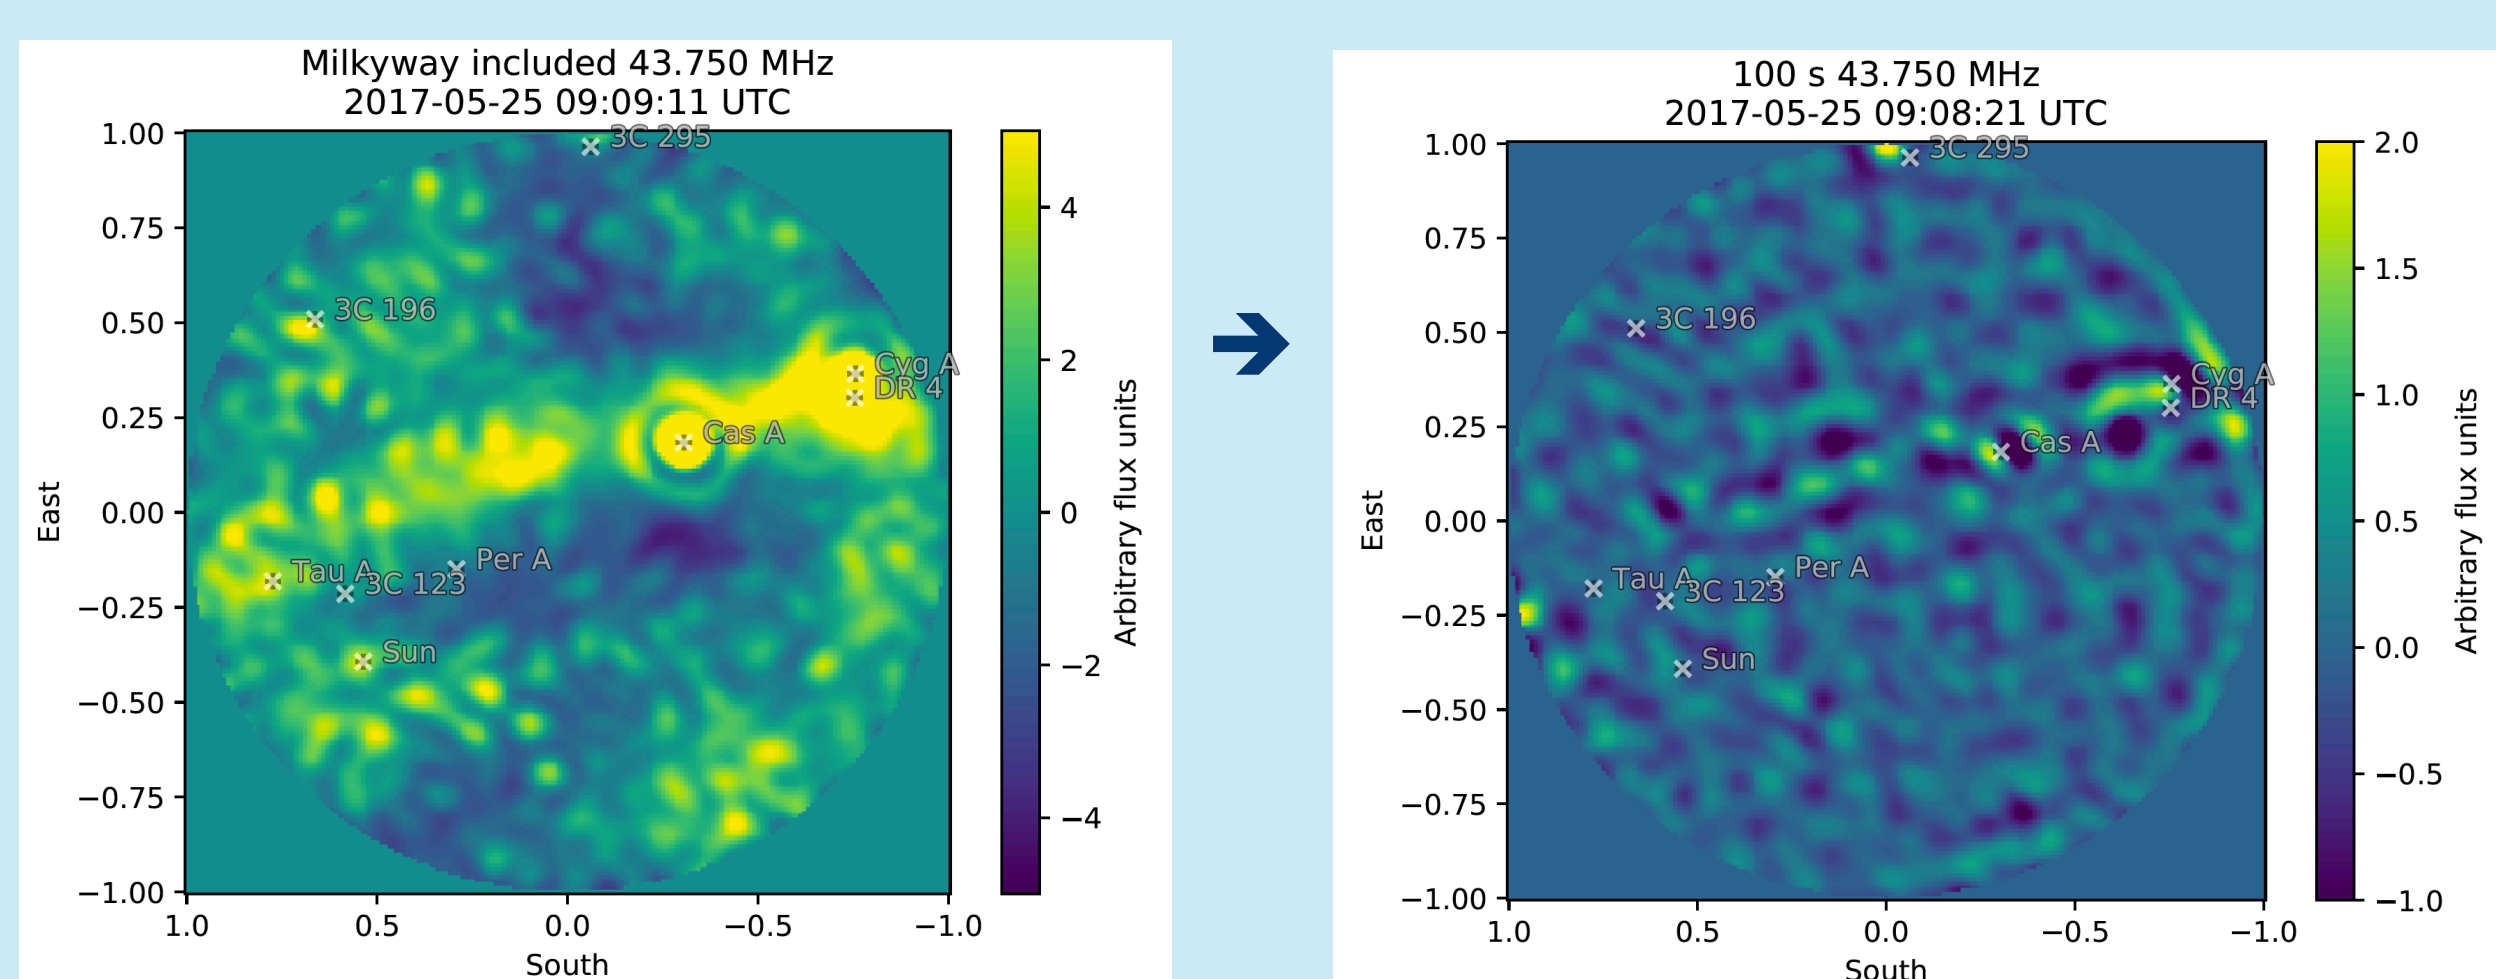 Milkyway included 43.750 MHz
2017-05-25 09:09:11 UTC
1.00
0.75
0.50
0.25
0.00
−0.25
−0.50
−0.75
−1.00
East
3C 295
3C 196
Cyg A
DR 4
Cas A
Per A
Tau A
3C 123
Sun
1.0
0.5
0.0
−0.5
−1.0
South
4
2
0
−2
−4
Arbitrary flux units
100 s 43.750 MHz
2017-05-25 09:08:21 UTC
1.00
0.75
0.50
0.25
0.00
−0.25
−0.50
−0.75
−1.00
East
3C 295
3C 196
Cyg A
DR 4
Cas A
Per A
Tau A
3C 123
Sun
1.0
0.5
0.0
−0.5
−1.0
South
2.0
1.5
1.0
0.5
0.0
−0.5
−1.0
Arbitrary flux units